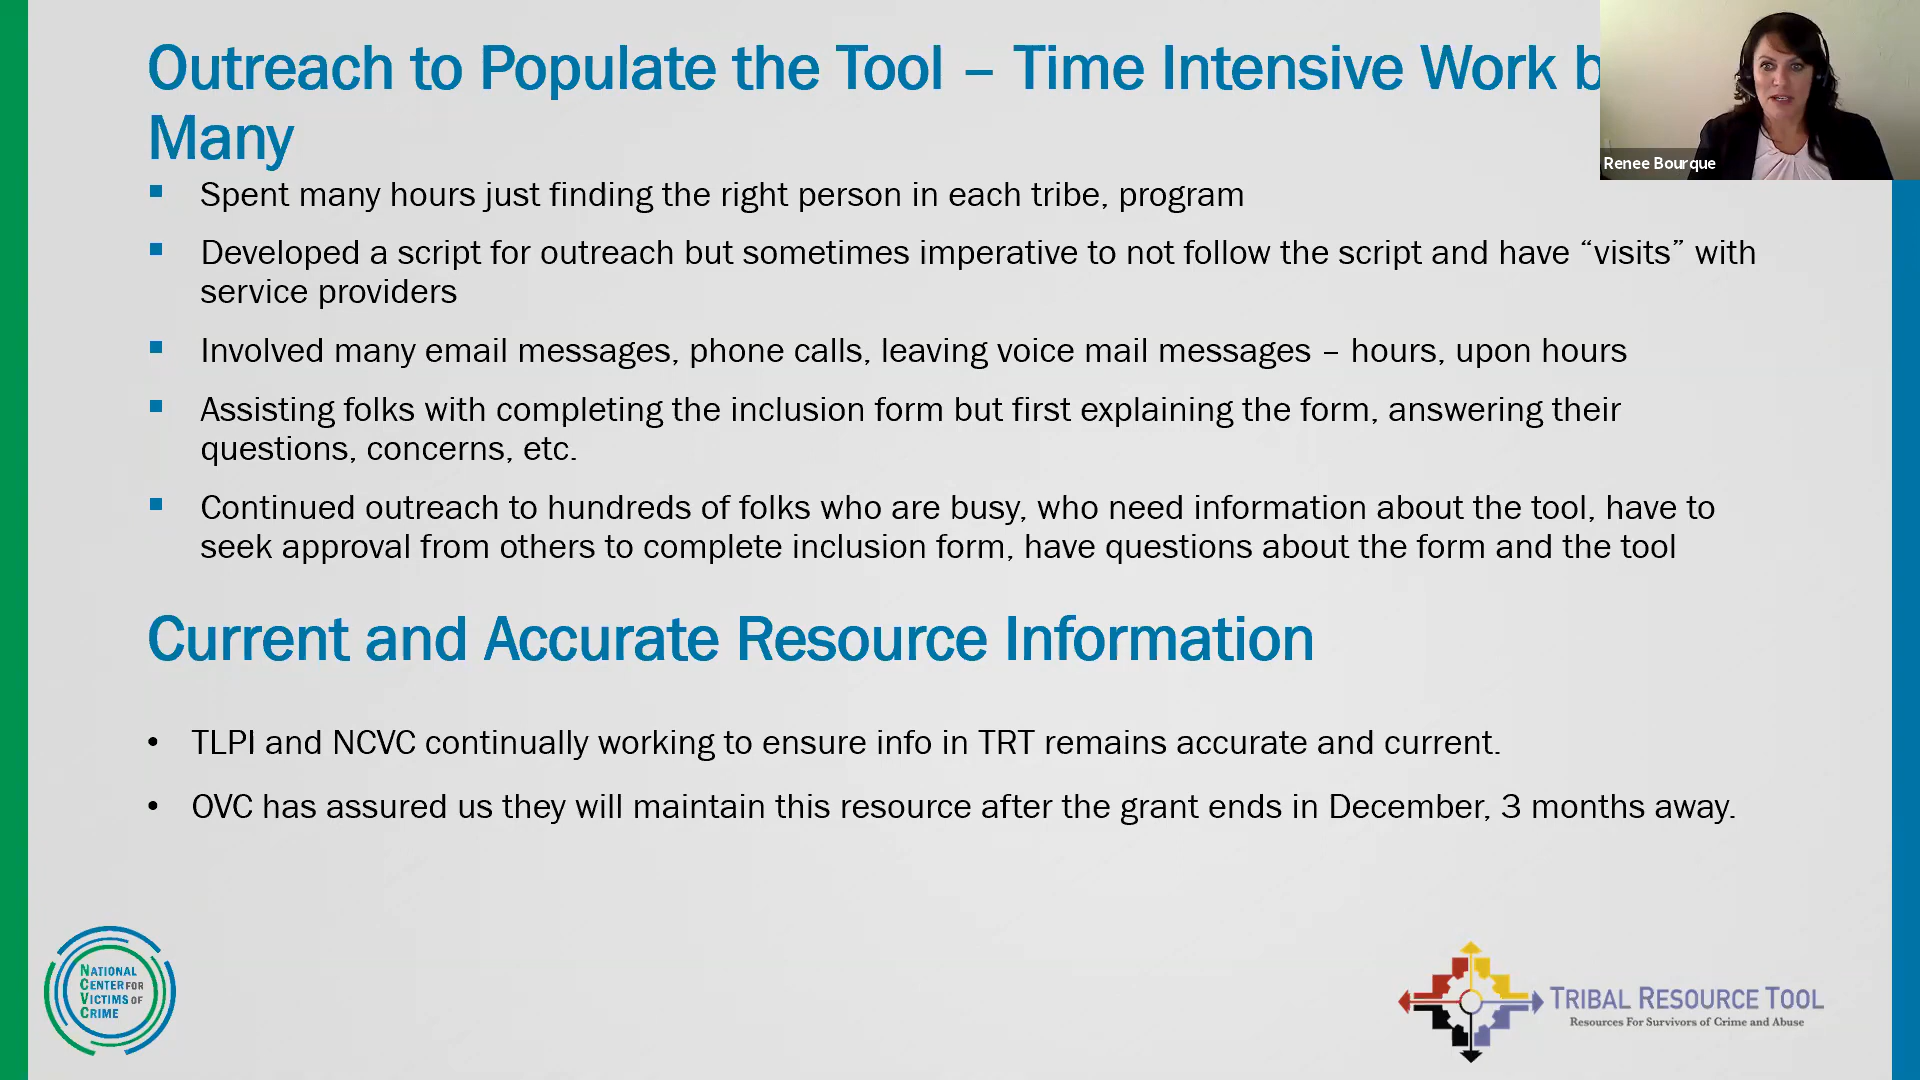 Outreach to Populate the Tool – Time Intensive Work b
Many
Renee Bourque
▪ Spent many hours just finding the right person in each tribe, program
▪ Developed a script for outreach but sometimes imperative to not follow the script and have “visits” with
service providers
▪ Involved many email messages, phone calls, leaving voice mail messages – hours, upon hours
▪ Assisting folks with completing the inclusion form but first explaining the form, answering their
questions, concerns, etc.
▪ Continued outreach to hundreds of folks who are busy, who need information about the tool, have to
seek approval from others to complete inclusion form, have questions about the form and the tool
Current and Accurate Resource Information
• TLPI and NCVC continually working to ensure info in TRT remains accurate and current.
• OVC has assured us they will maintain this resource after the grant ends in December, 3 months away.
NATIONAL
CENTER FOR
VICTIMS OF
CRIME
TRIBAL RESOURCE TOOL
Resources For Survivors of Crime and Abuse